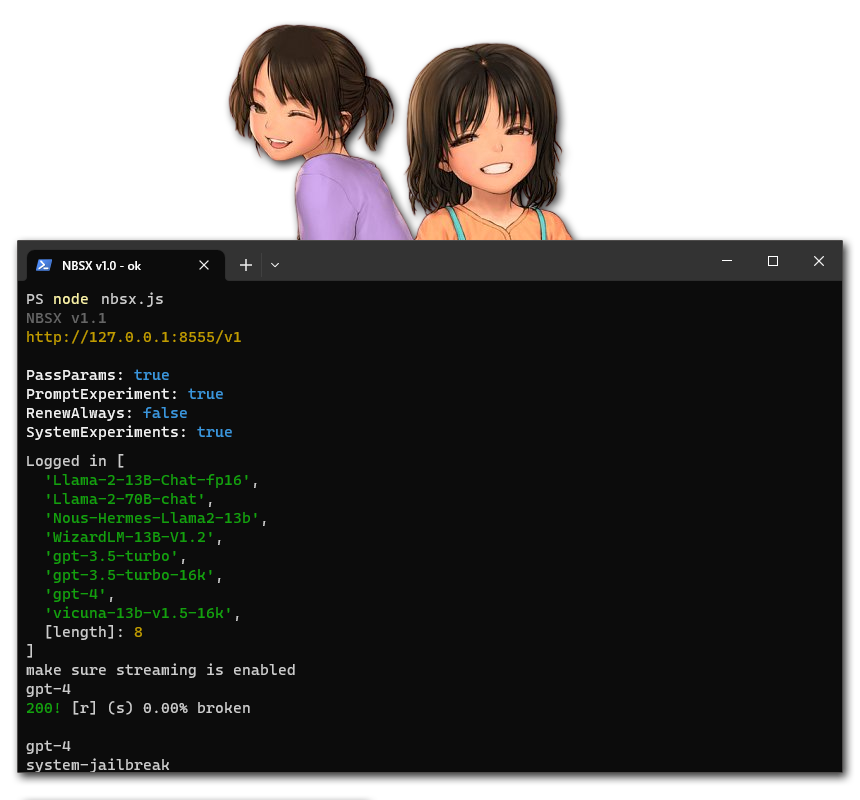 NBSX v1.0 - ok
PS node nbsx.js
NBSX v1.1
http://127.0.0.1:8555/v1
PassParams: true
PromptExperiment: true
RenewAlways: false
SystemExperiments: true
Logged in [
'Llama-2-13B-Chat-fp16',
'Llama-2-70B-chat',
'Nous-Hermes-Llama2-13b',
'WizardLM-13B-V1.2',
'gpt-3.5-turbo',
'gpt-3.5-turbo-16k',
'gpt-4',
'vicuna-13b-v1.5-16k',
[length]: 8
]
make sure streaming is enabled
gpt-4
200! [r] (s) 0.00% broken
gpt-4
system-jailbreak